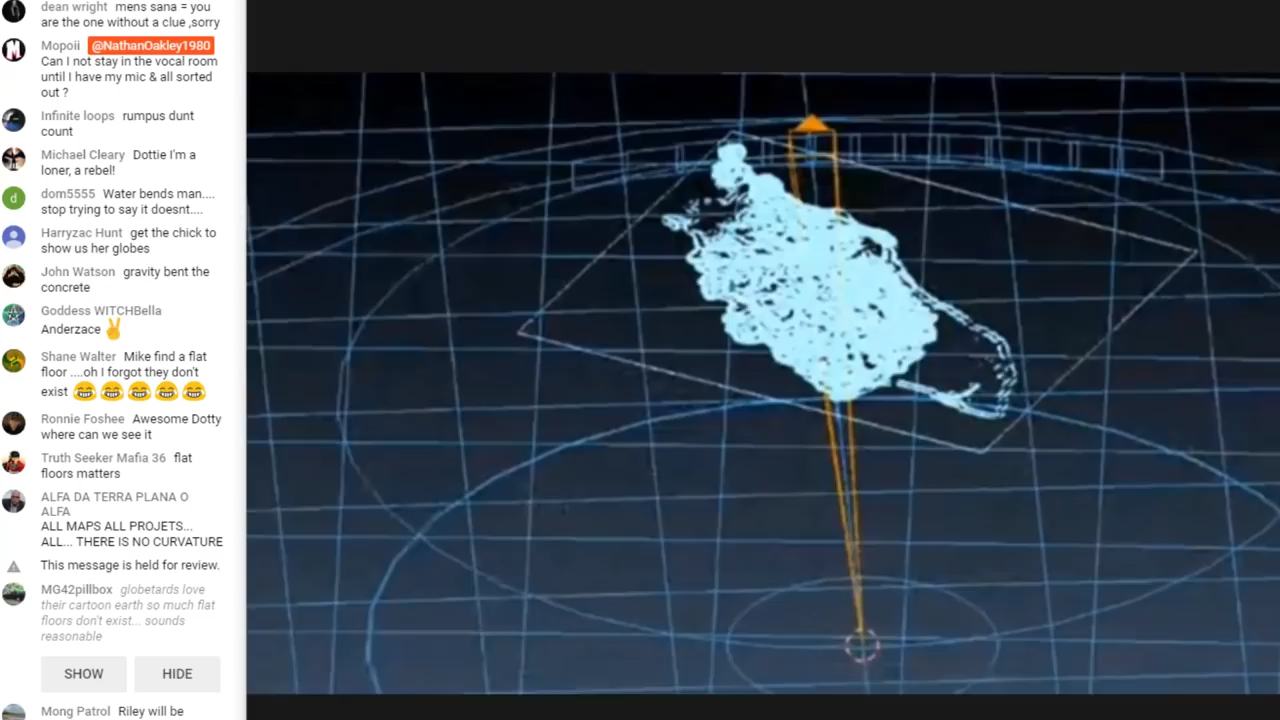 dean wright mens sana = you
are the one without a clue ,sorry
Mopoii @NathanOakley1980
Can I not stay in the vocal room
until I have my mic & all sorted
out ?
Infinite loops rumpus dunt
count
Michael Cleary Dottie I'm a
loner, a rebel!
d
dom5555 Water bends man....
stop trying to say it doesnt....
Harryzac Hunt get the chick to
show us her globes
John Watson gravity bent the
concrete
Goddess WITCHBella
Anderzace ✌
Shane Walter Mike find a flat
floor ....oh I forgot they don't
exist 😂😂😂😂😂
Ronnie Foshee Awesome Dotty
where can we see it
Truth Seeker Mafia 36 flat
floors matters
ALFA DA TERRA PLANA O
ALFA
ALL MAPS ALL PROJETS...
ALL... THERE IS NO CURVATURE
This message is held for review.
MG42pillbox globetards love
their cartoon earth so much flat
floors don't exist... sounds
reasonable
SHOW HIDE
Mong Patrol Riley will be